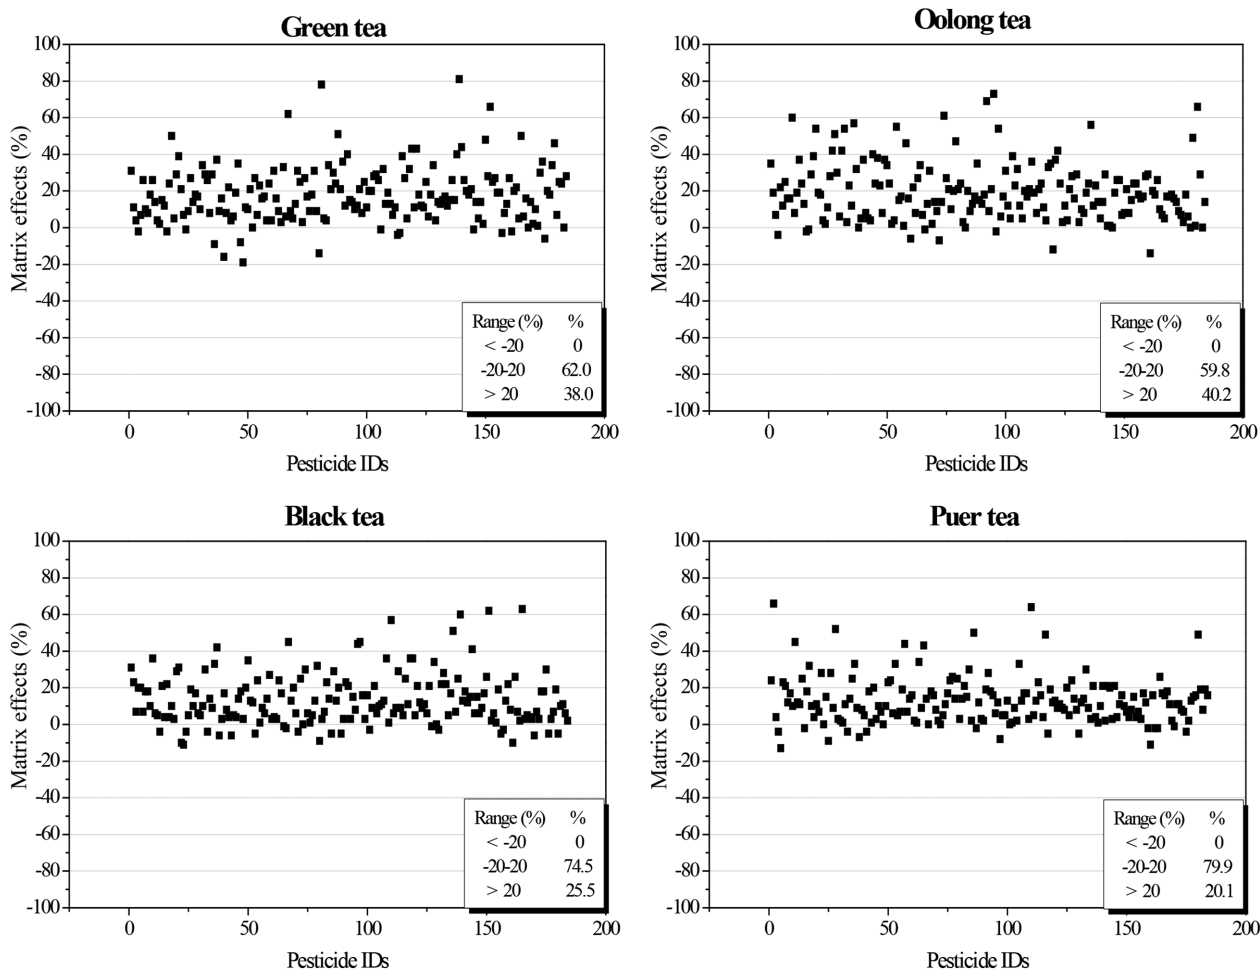 Green tea
100
80
60
40
20
0
-20
-40
-60
-80
-100
Matrix effects (%)
Range (%) %
< -20 0
-20-20 62.0
> 20 38.0
0 50 100 150 200
Pesticide IDs
Oolong tea
100
80
60
40
20
0
-20
-40
-60
-80
-100
Matrix effects (%)
Range (%) %
< -20 0
-20-20 59.8
> 20 40.2
0 50 100 150 200
Pesticide IDs
Black tea
100
80
60
40
20
0
-20
-40
-60
-80
-100
Matrix effects (%)
Range (%) %
< -20 0
-20-20 74.5
> 20 25.5
0 50 100 150 200
Pesticide IDs
Puer tea
100
80
60
40
20
0
-20
-40
-60
-80
-100
Matrix effects (%)
Range (%) %
< -20 0
-20-20 79.9
> 20 20.1
0 50 100 150 200
Pesticide IDs